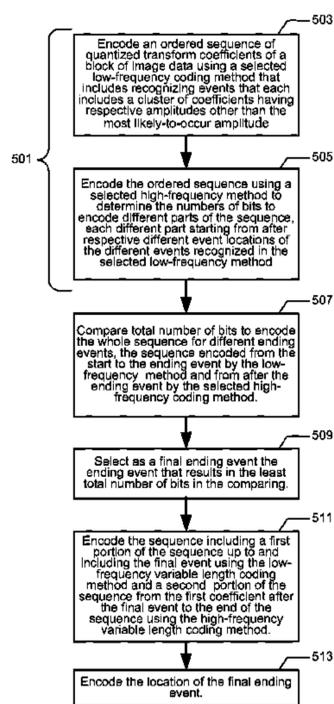 503
Encode an ordered sequence of
quantized transform coefficients of a
block of image data using a selected
low-frequency coding method that
includes recognizing events that each
includes a cluster of coefficients having
respective amplitudes other than the
most likely-to-occur amplitude
501
505
Encode the ordered sequence using a
selected high-frequency method to
determine the numbers of bits to
encode different parts of the sequence,
each different part starting from after
respective different event locations of
the different events recognized in the
selected low-frequency method
507
Compare total number of bits to encode
the whole sequence for different ending
events, the sequence encoded from the
start to the ending event by the low-
frequency method and from after the
ending event by the selected high-
frequency coding method.
509
Select as a final ending event the
ending event that results in the least
total number of bits in the comparing.
511
Encode the sequence including a first
portion of the sequence up to and
including the final event using the low-
frequency variable length coding
method and a second portion of the
sequence from the first coefficient after
the final event to the end of the
sequence using the high-frequency
variable length coding method.
513
Encode the location of the final ending
event.